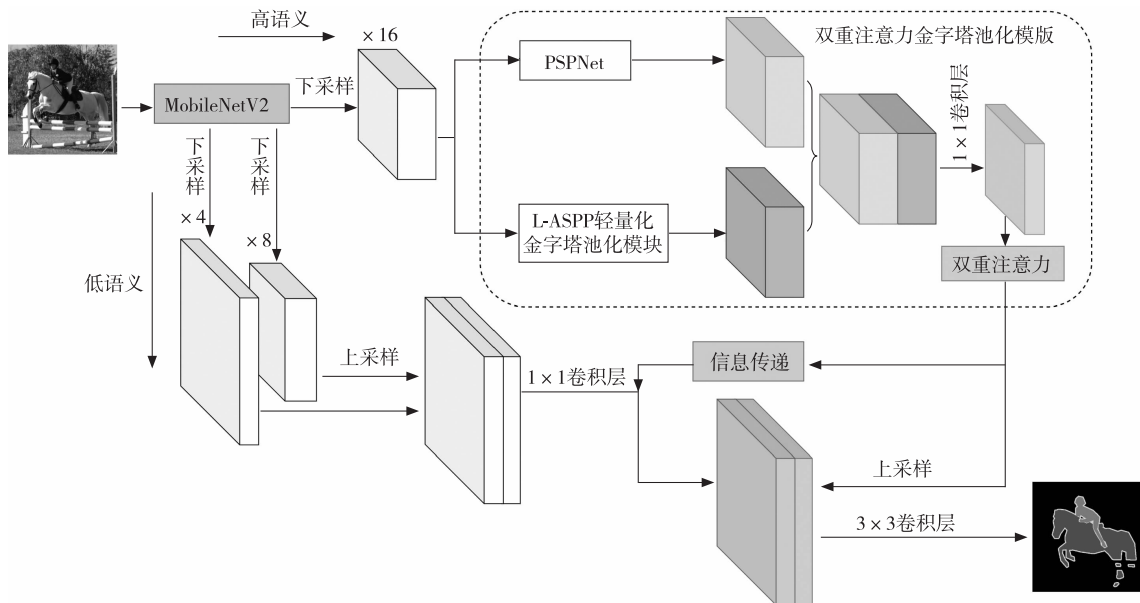 高语义
×16
双重注意力金字塔池化模版
PSPNet
MobileNetV2
下采样
1×1卷积层
下采样
下采样
×4
×8
L-ASPP轻量化
金字塔池化模块
双重注意力
低语义
上采样
1×1卷积层
信息传递
上采样
3×3卷积层